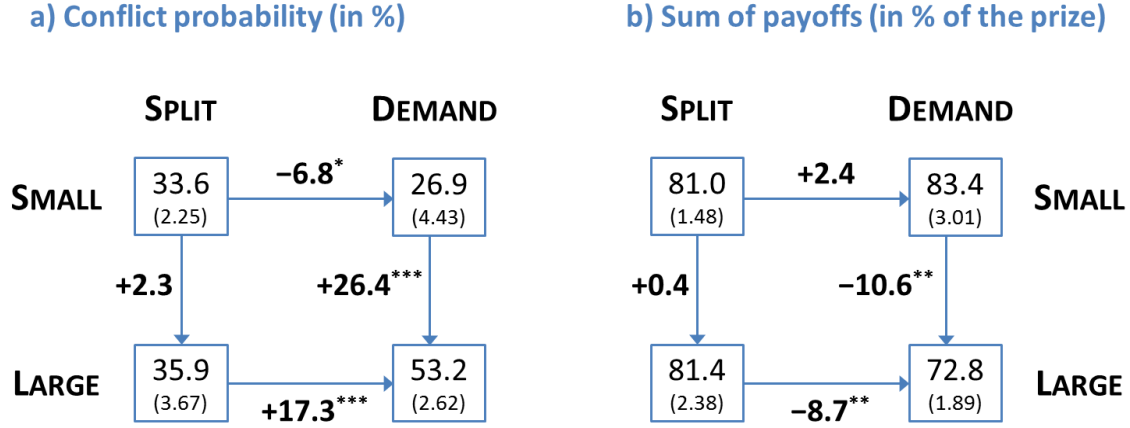 a) Conflict probability (in %)
b) Sum of payoffs (in % of the prize)
SPLIT DEMAND SPLIT DEMAND
SMALL 33.6 −6.8* 26.9 81.0 +2.4 83.4 SMALL
(2.25) (4.43) (1.48) (3.01)
+2.3 +26.4*** +0.4 −10.6**
LARGE 35.9 53.2 81.4 72.8 LARGE
(3.67) (2.62) (2.38) (1.89)
+17.3*** −8.7**